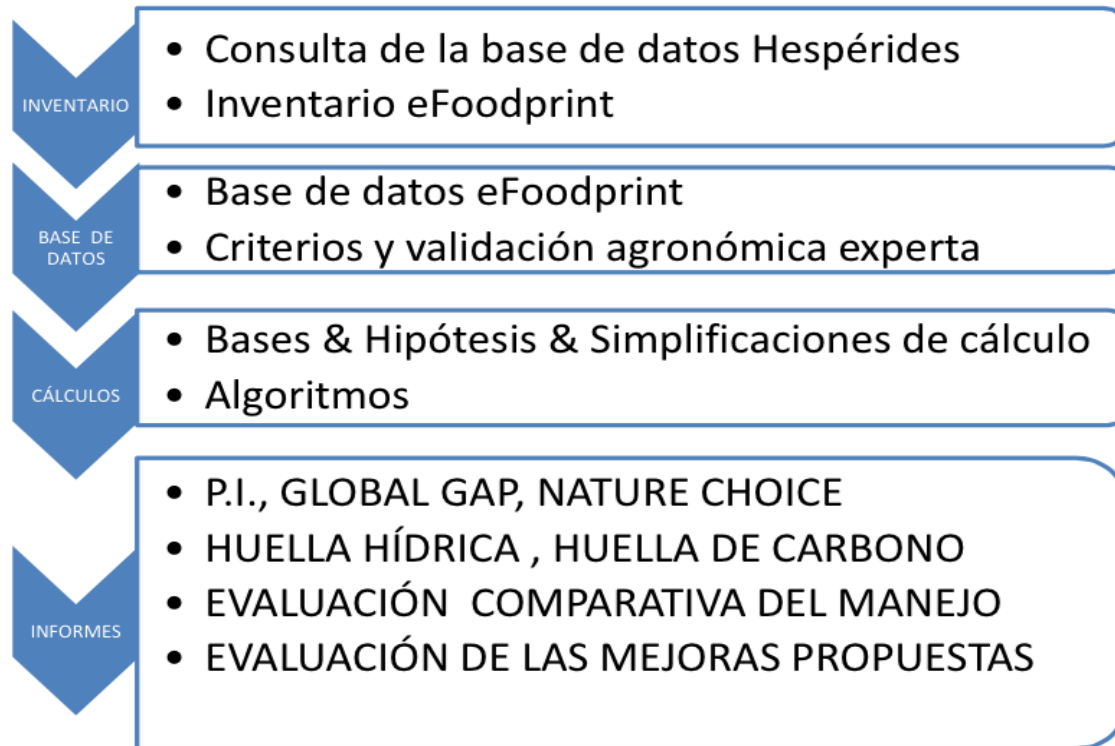 INVENTARIO
• Consulta de la base de datos Hespérides
• Inventario eFoodprint
BASE DE
DATOS
• Base de datos eFoodprint
• Criterios y validación agronómica experta
CÁLCULOS
• Bases & Hipótesis & Simplificaciones de cálculo
• Algoritmos
INFORMES
• P.I., GLOBAL GAP, NATURE CHOICE
• HUELLA HÍDRICA , HUELLA DE CARBONO
• EVALUACIÓN COMPARATIVA DEL MANEJO
• EVALUACIÓN DE LAS MEJORAS PROPUESTAS